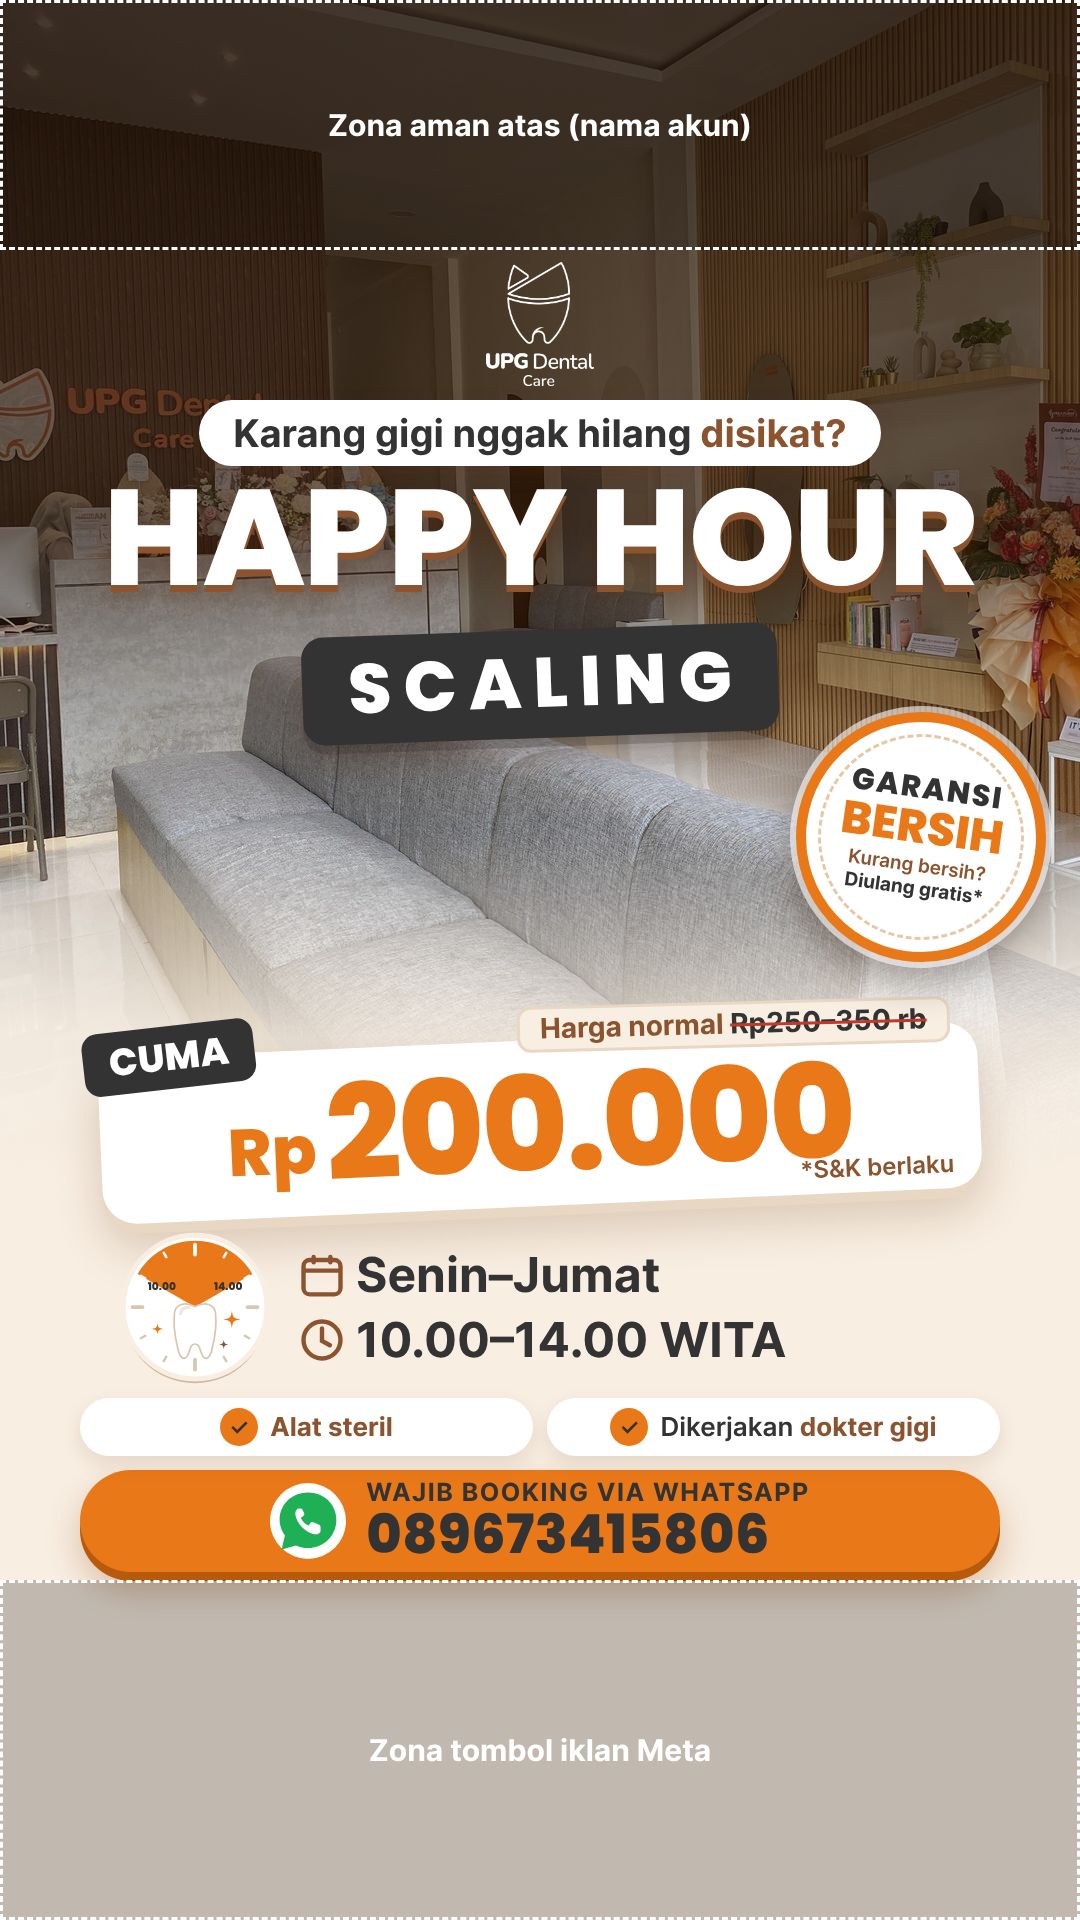 Zona aman atas (nama akun)
UPG Dental
Care
UPG Dental
Care
Karang gigi nggak hilang disikat?
HAPPY HOUR
SCALING
GARANSI
BERSIH
Kurang bersih?
Diulang gratis*
Harga normal Rp250–350 rb
CUMA
Rp 200.000
*S&K berlaku
10.00 14.00
Senin–Jumat
10.00–14.00 WITA
Alat steril
Dikerjakan dokter gigi
WAJIB BOOKING VIA WHATSAPP
089673415806
Zona tombol iklan Meta